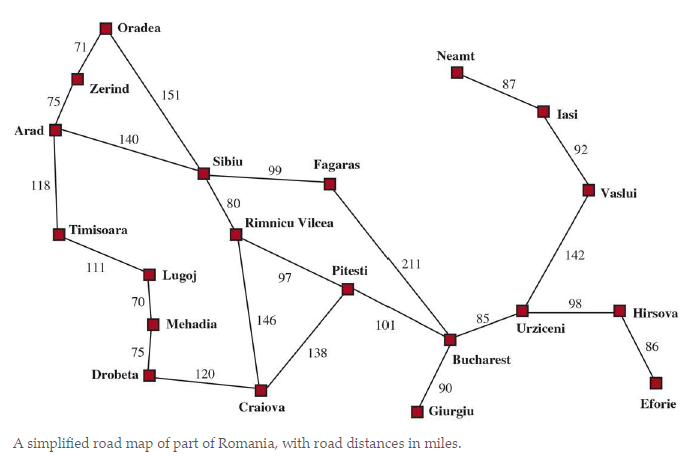 Oradea
71
Neamt
87
Zerind
151
75
Iasi
Arad
140
92
Sibiu
99
Fagaras
118
80
Vaslui
Timisoara
Rimnicu Vilcea
111
Lugoj
97
Pitesti
211
142
70
98
Hirsova
Mehadia
146
101
85
Urziceni
86
75
138
Bucharest
Drobeta
120
90
Craiova
Giurgiu
Eforie
A simplified road map of part of Romania, with road distances in miles.